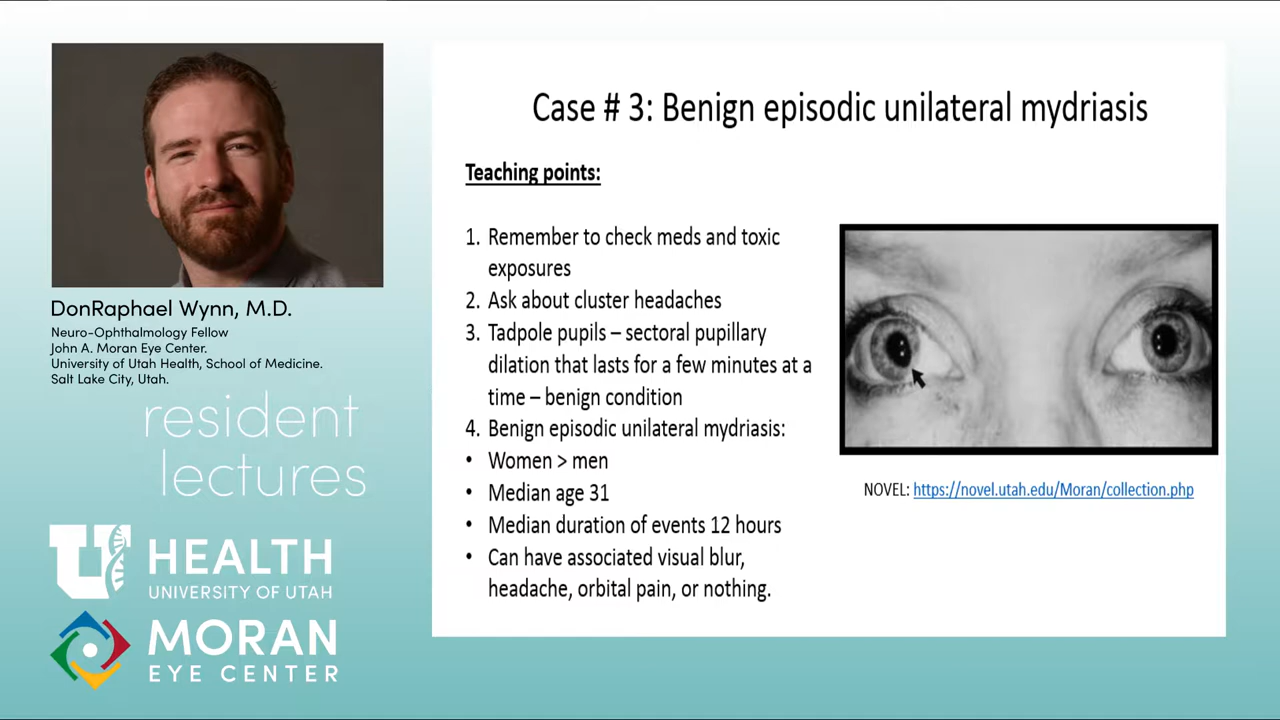 DonRaphael Wynn, M.D.
Neuro-Ophthalmology Fellow
John A. Moran Eye Center.
University of Utah Health, School of Medicine.
Salt Lake City, Utah.
resident
lectures
U HEALTH
UNIVERSITY OF UTAH
MORAN
EYE CENTER
Case # 3: Benign episodic unilateral mydriasis
Teaching points:
1. Remember to check meds and toxic
exposures
2. Ask about cluster headaches
3. Tadpole pupils – sectoral pupillary
dilation that lasts for a few minutes at a
time – benign condition
4. Benign episodic unilateral mydriasis:
• Women > men
• Median age 31
• Median duration of events 12 hours
• Can have associated visual blur,
headache, orbital pain, or nothing.
NOVEL: https://novel.utah.edu/Moran/collection.php